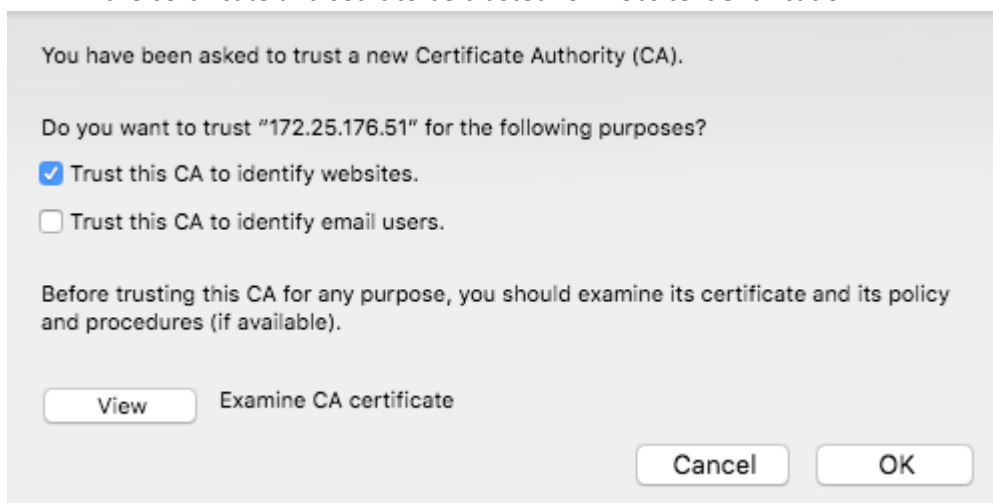 You have been asked to trust a new Certificate Authority (CA).
Do you want to trust "172.25.176.51" for the following purposes?
Trust this CA to identify websites.
Trust this CA to identify email users.
Before trusting this CA for any purpose, you should examine its certificate and its policy
and procedures (if available).
View Examine CA certificate
Cancel OK